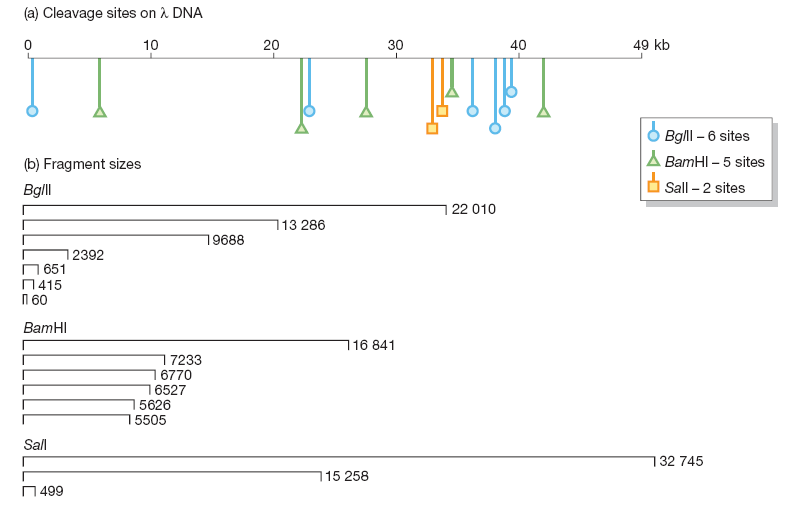 (a) Cleavage sites on λ DNA
0 10 20 30 40 49 kb
BglII – 6 sites
BamHI – 5 sites
SalI – 2 sites
(b) Fragment sizes
BglII
22 010
13 286
9688
2392
651
415
60
BamHI
16 841
7233
6770
6527
5626
5505
SalI
32 745
15 258
499